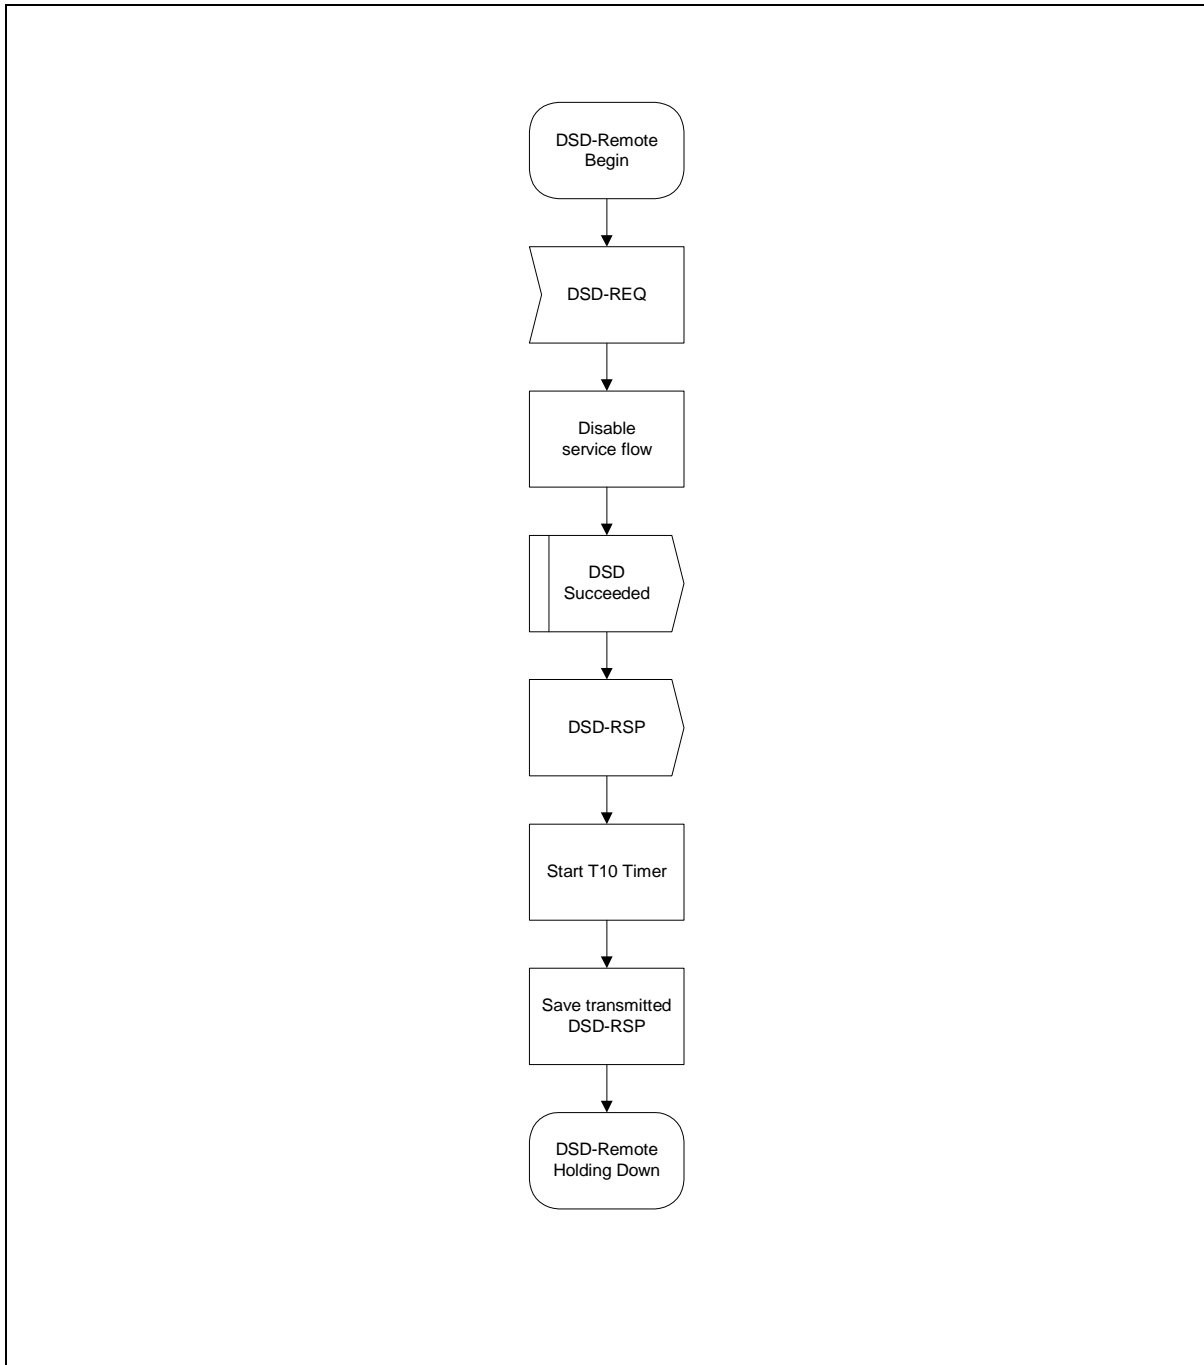 DSD-Remote
Begin
DSD-REQ
Disable
service flow
DSD
Succeeded
DSD-RSP
Start T10 Timer
Save transmitted
DSD-RSP
DSD-Remote
Holding Down